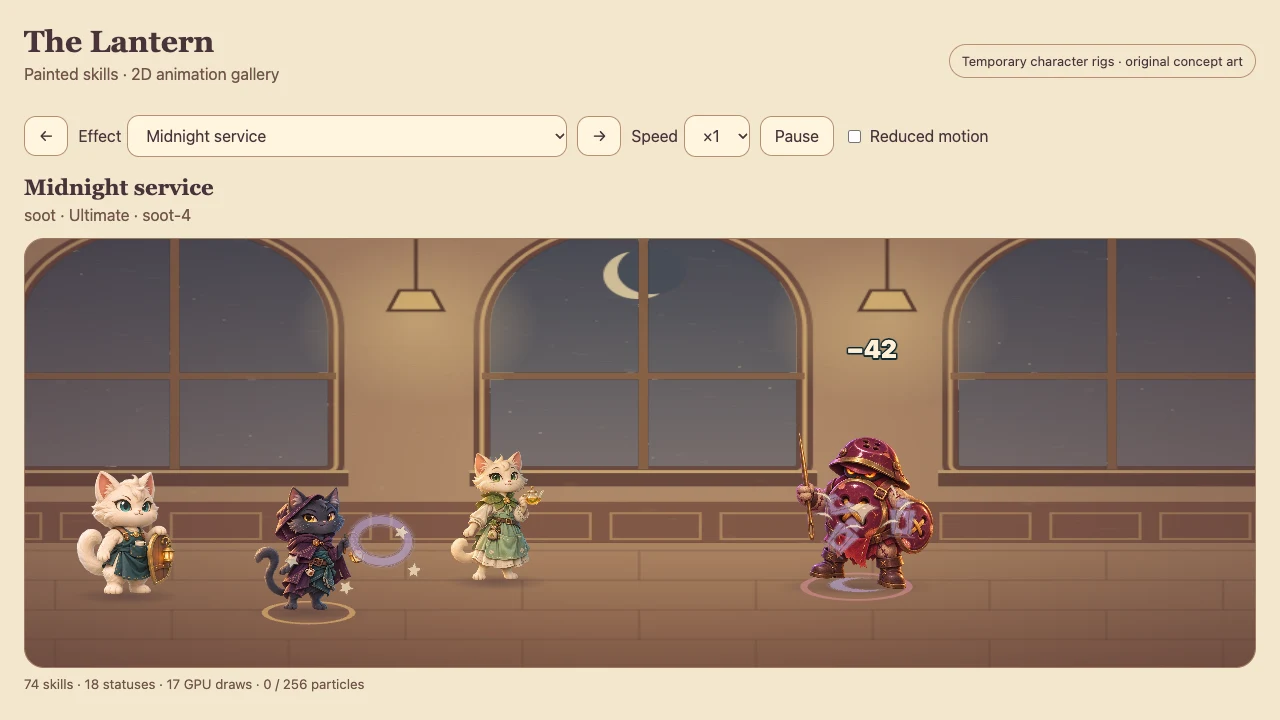 The Lantern
Painted skills · 2D animation gallery
Temporary character rigs · original concept art
← Effect Midnight service → Speed ×1 Pause Reduced motion
Midnight service
soot · Ultimate · soot-4
−42
74 skills · 18 statuses · 17 GPU draws · 0 / 256 particles